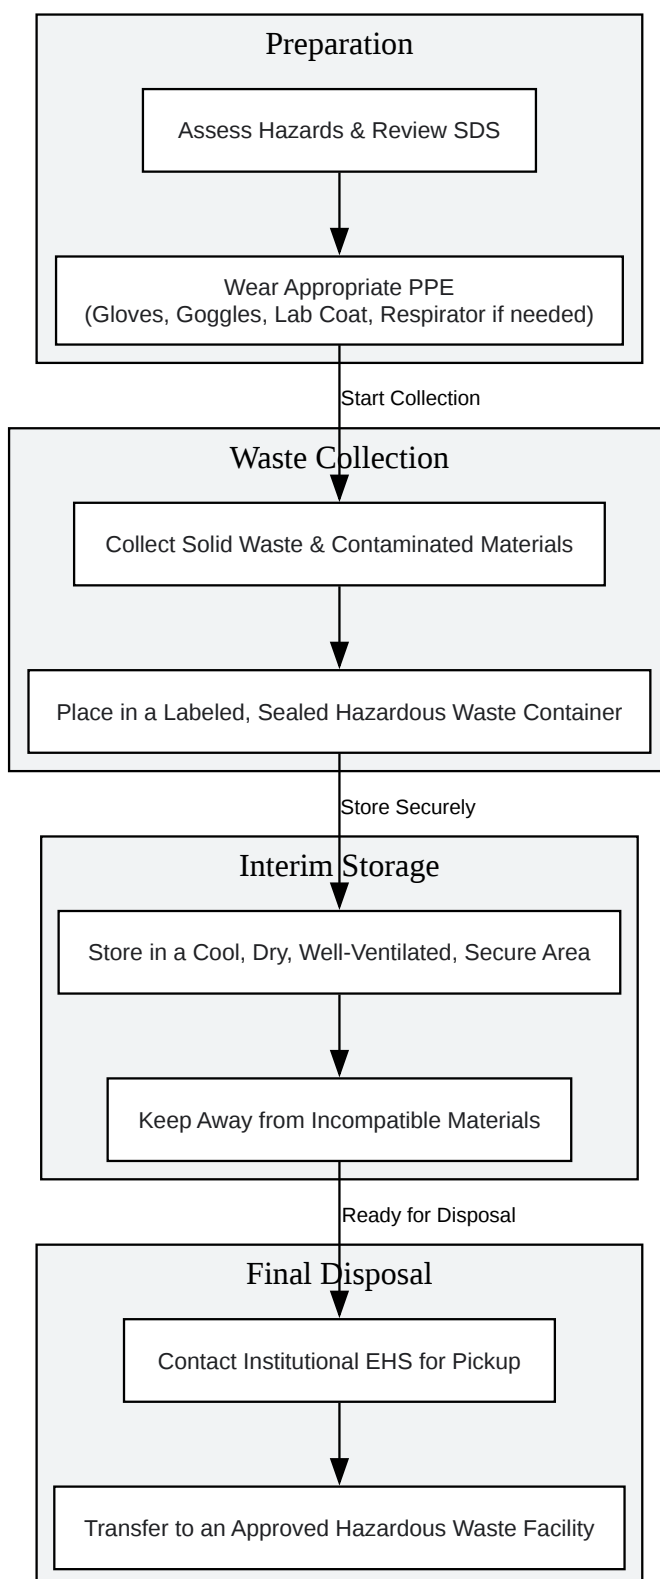 Preparation
Assess Hazards & Review SDS
Wear Appropriate PPE
(Gloves, Goggles, Lab Coat, Respirator if needed)
Start Collection
Waste Collection
Collect Solid Waste & Contaminated Materials
Place in a Labeled, Sealed Hazardous Waste Container
Store Securely
Interim Storage
Store in a Cool, Dry, Well-Ventilated, Secure Area
Keep Away from Incompatible Materials
Ready for Disposal
Final Disposal
Contact Institutional EHS for Pickup
Transfer to an Approved Hazardous Waste Facility